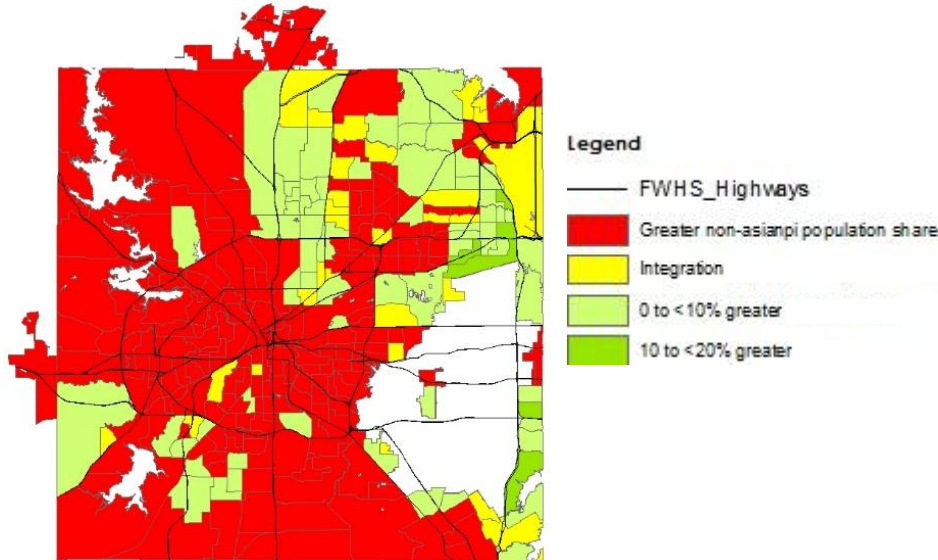 Legend
FWHS_Highways
Greater non-asianpi population share
Integration
0 to <10% greater
10 to <20% greater